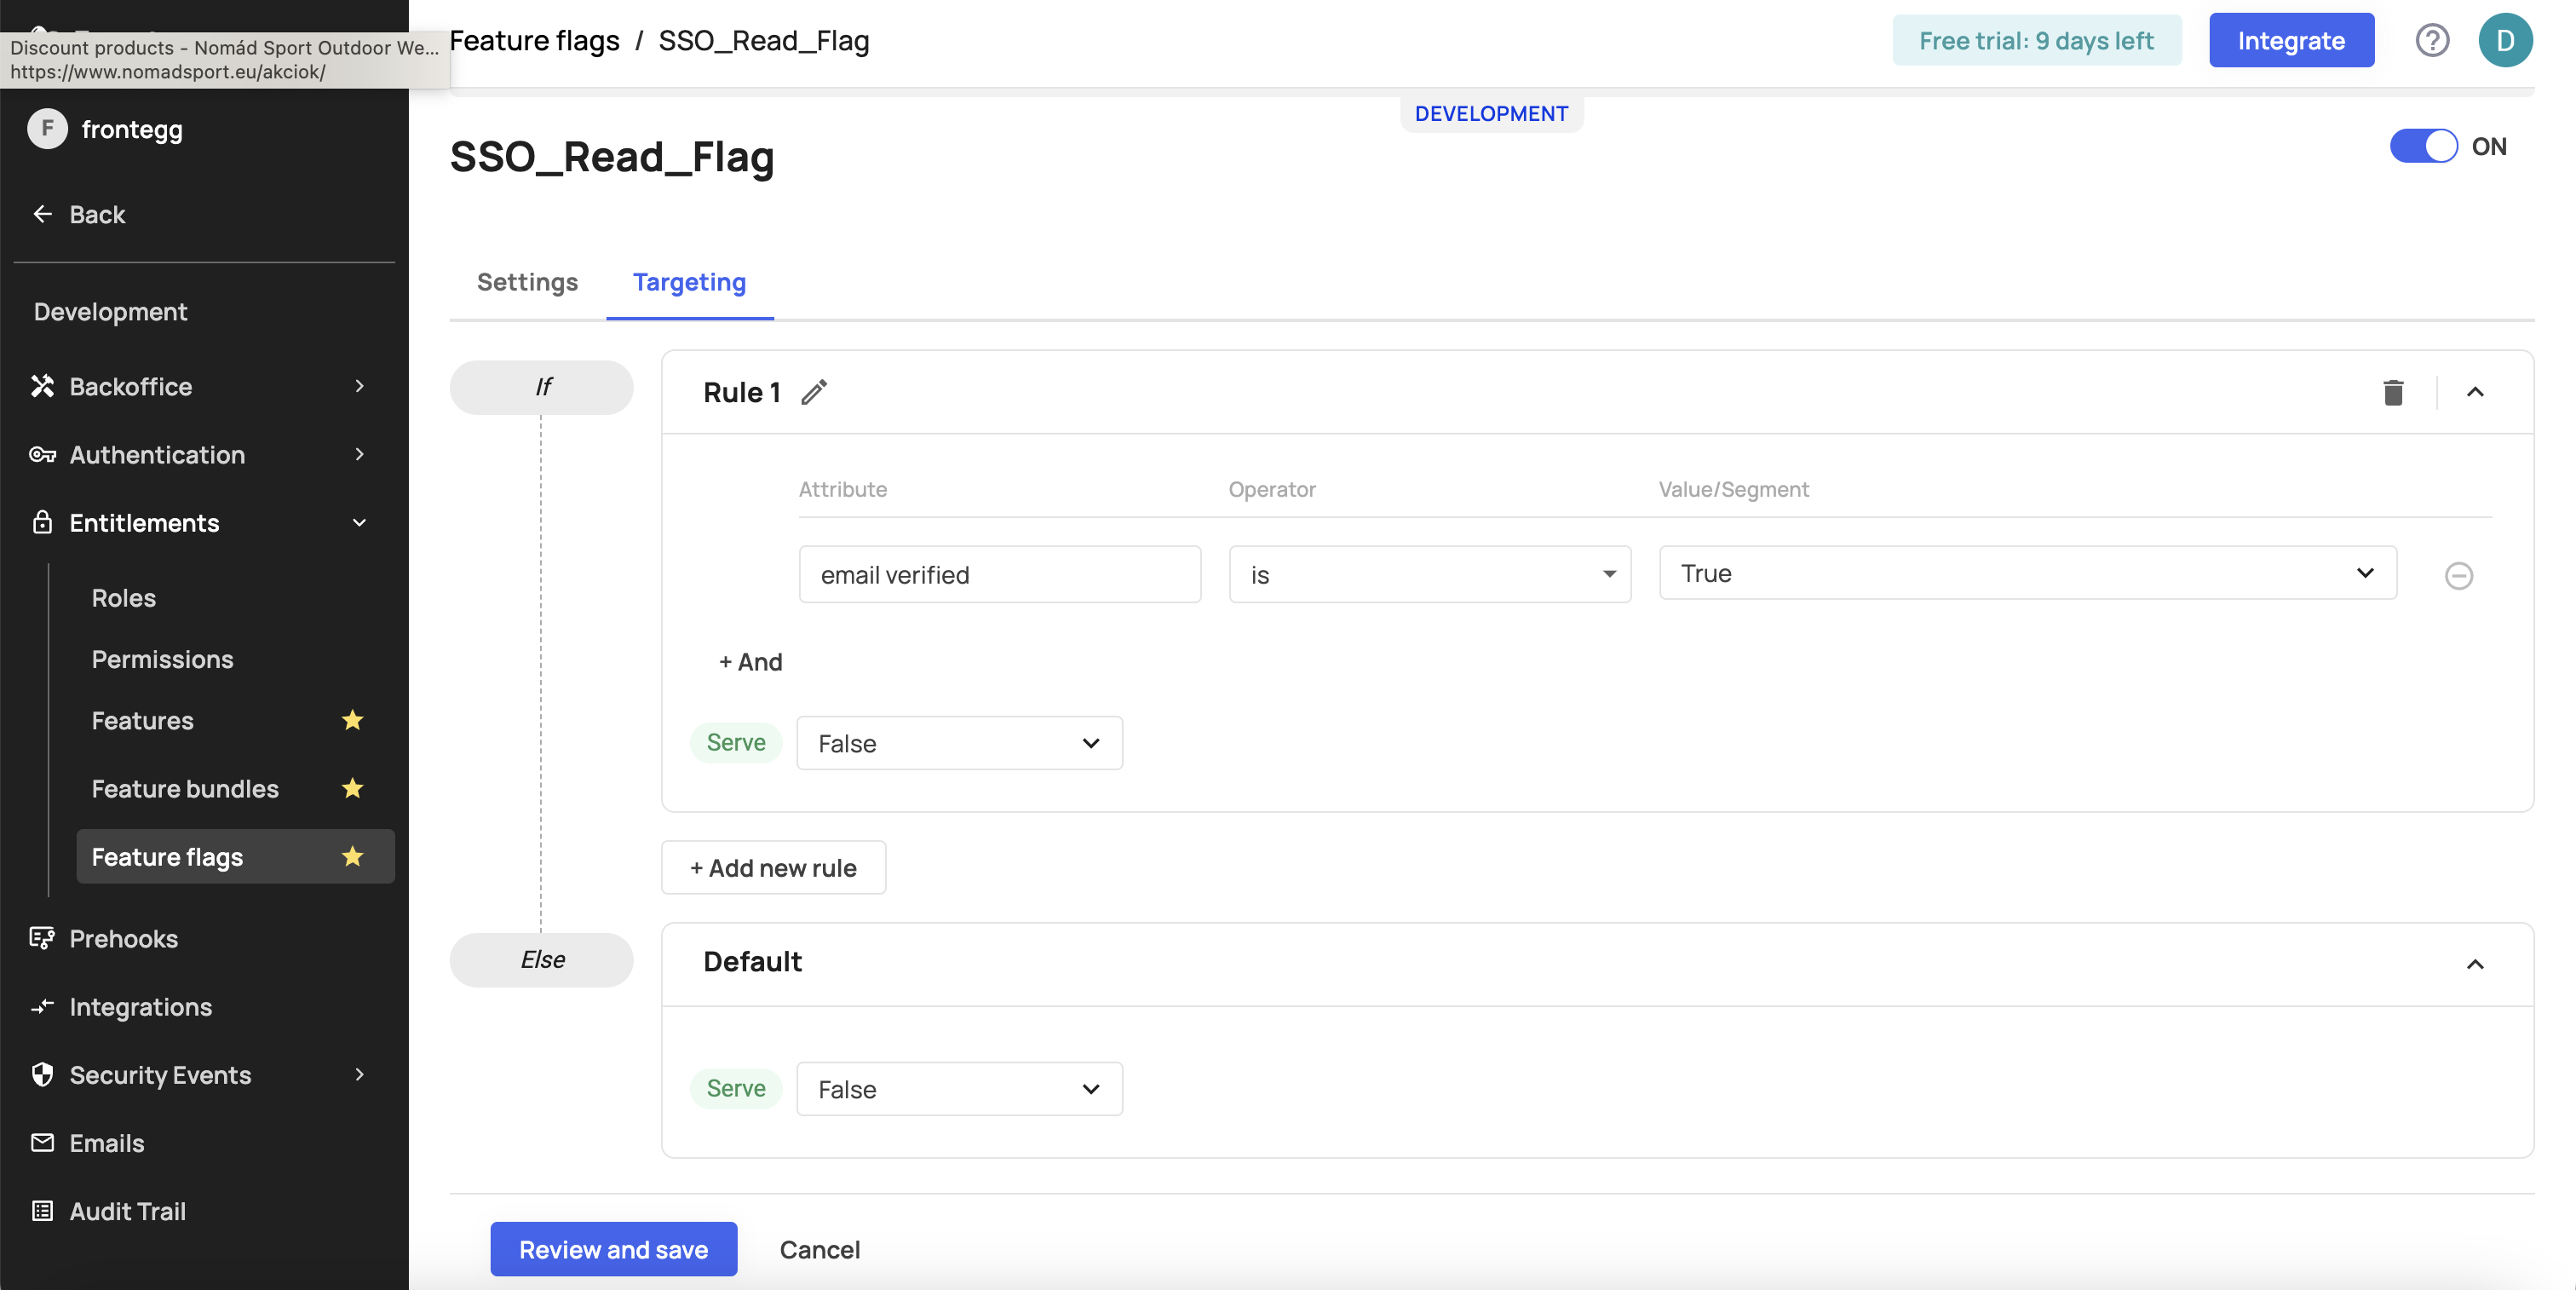 Discount products - Nomád Sport Outdoor We...
https://www.nomadsport.eu/akciok/
F frontegg
Back
Development
Backoffice
Authentication
Entitlements
Roles
Permissions
Features
Feature bundles
Feature flags
Prehooks
Integrations
Security Events
Emails
Audit Trail
Feature flags / SSO_Read_Flag
Free trial: 9 days left
Integrate
D
DEVELOPMENT
SSO_Read_Flag
ON
Settings
Targeting
If
Rule 1
Attribute
Operator
Value/Segment
email verified
is
True
+ And
Serve
False
+ Add new rule
Else
Default
Serve
False
Review and save
Cancel